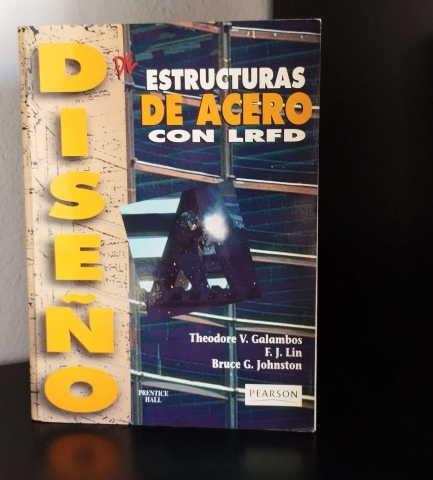 DISEÑO
DE
ESTRUCTURAS
DE ACERO
CON LRFD
Theodore V. Galambos
F. J. Lin
Bruce G. Johnston
PRENTICE
HALL
PEARSON